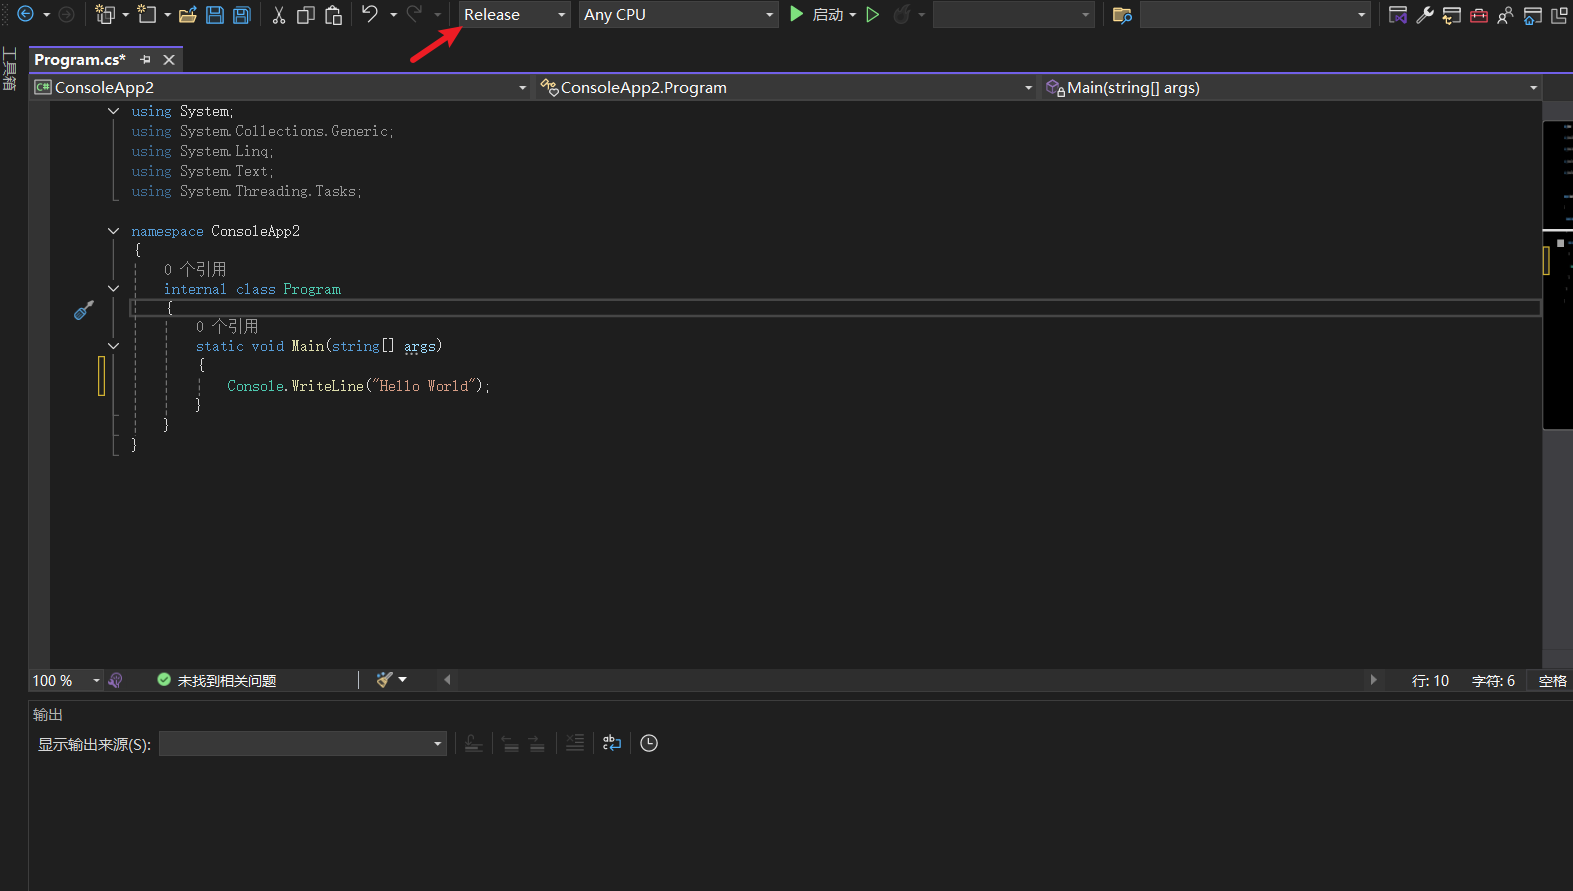 Release Any CPU 启动
工具箱
Program.cs*
C# ConsoleApp2 ConsoleApp2.Program Main(string[] args)
using System;
using System.Collections.Generic;
using System.Linq;
using System.Text;
using System.Threading.Tasks;
namespace ConsoleApp2
{
0 个引用
internal class Program
{
0 个引用
static void Main(string[] args)
{
Console.WriteLine("Hello World");
}
}
}
100 % 未找到相关问题 行: 10 字符: 6 空格
输出
显示输出来源(S):